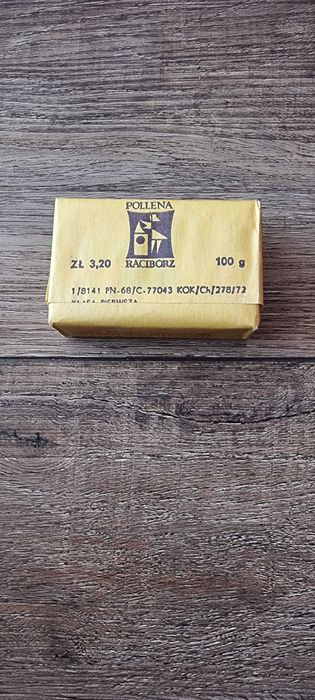 POLLENA
ZŁ 3,20 RACIBÓRZ 100 g
1/8141 PN-68/C-77043 KOK/Ch/278/72
KLASA PIERWSZA